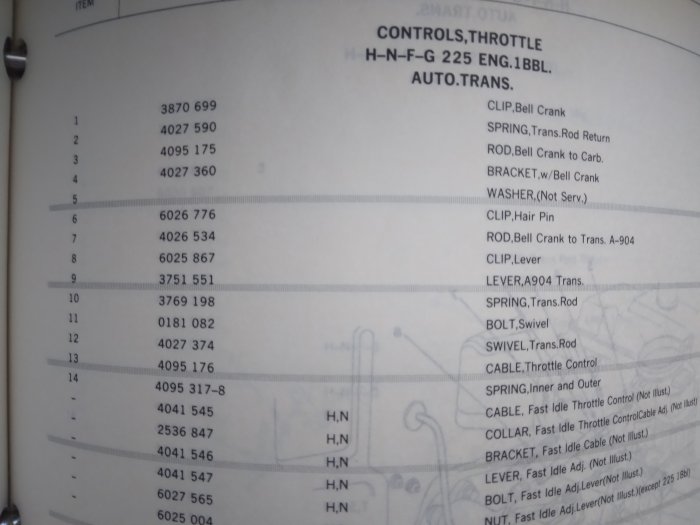 ITEM
CONTROLS,THROTTLE
H–N–F–G 225 ENG.1BBL.
AUTO.TRANS.
1 3870 699 CLIP,Bell Crank
2 4027 590 SPRING,Trans.Rod Return
3 4095 175 ROD,Bell Crank to Carb.
4 4027 360 BRACKET,w/Bell Crank
5 WASHER,(Not Serv.)
6 6026 776 CLIP,Hair Pin
7 4026 534 ROD,Bell Crank to Trans. A-904
8 6025 867 CLIP,Lever
9 3751 551 LEVER,A904 Trans.
10 3769 198 SPRING,Trans.Rod
11 0181 082 BOLT,Swivel
12 4027 374 SWIVEL,Trans.Rod
13 4095 176 CABLE,Throttle Control
14 4095 317–8 SPRING,Inner and Outer
- 4041 545 H,N CABLE, Fast Idle Throttle Control (Not Illust.)
- 2536 847 H,N COLLAR, Fast Idle Throttle ControlCable Adj. (Not Illust)
- 4041 546 H,N BRACKET, Fast Idle Cable (Not Illust.)
- 4041 547 H,N LEVER, Fast Idle Adj. (Not Illust.)
- 6027 565 H,N BOLT, Fast Idle Adj.Lever(Not Illust.)
6025 004 NUT, Fast Idle Adj.Lever(Not Illust.)(except 225 1Bbl)